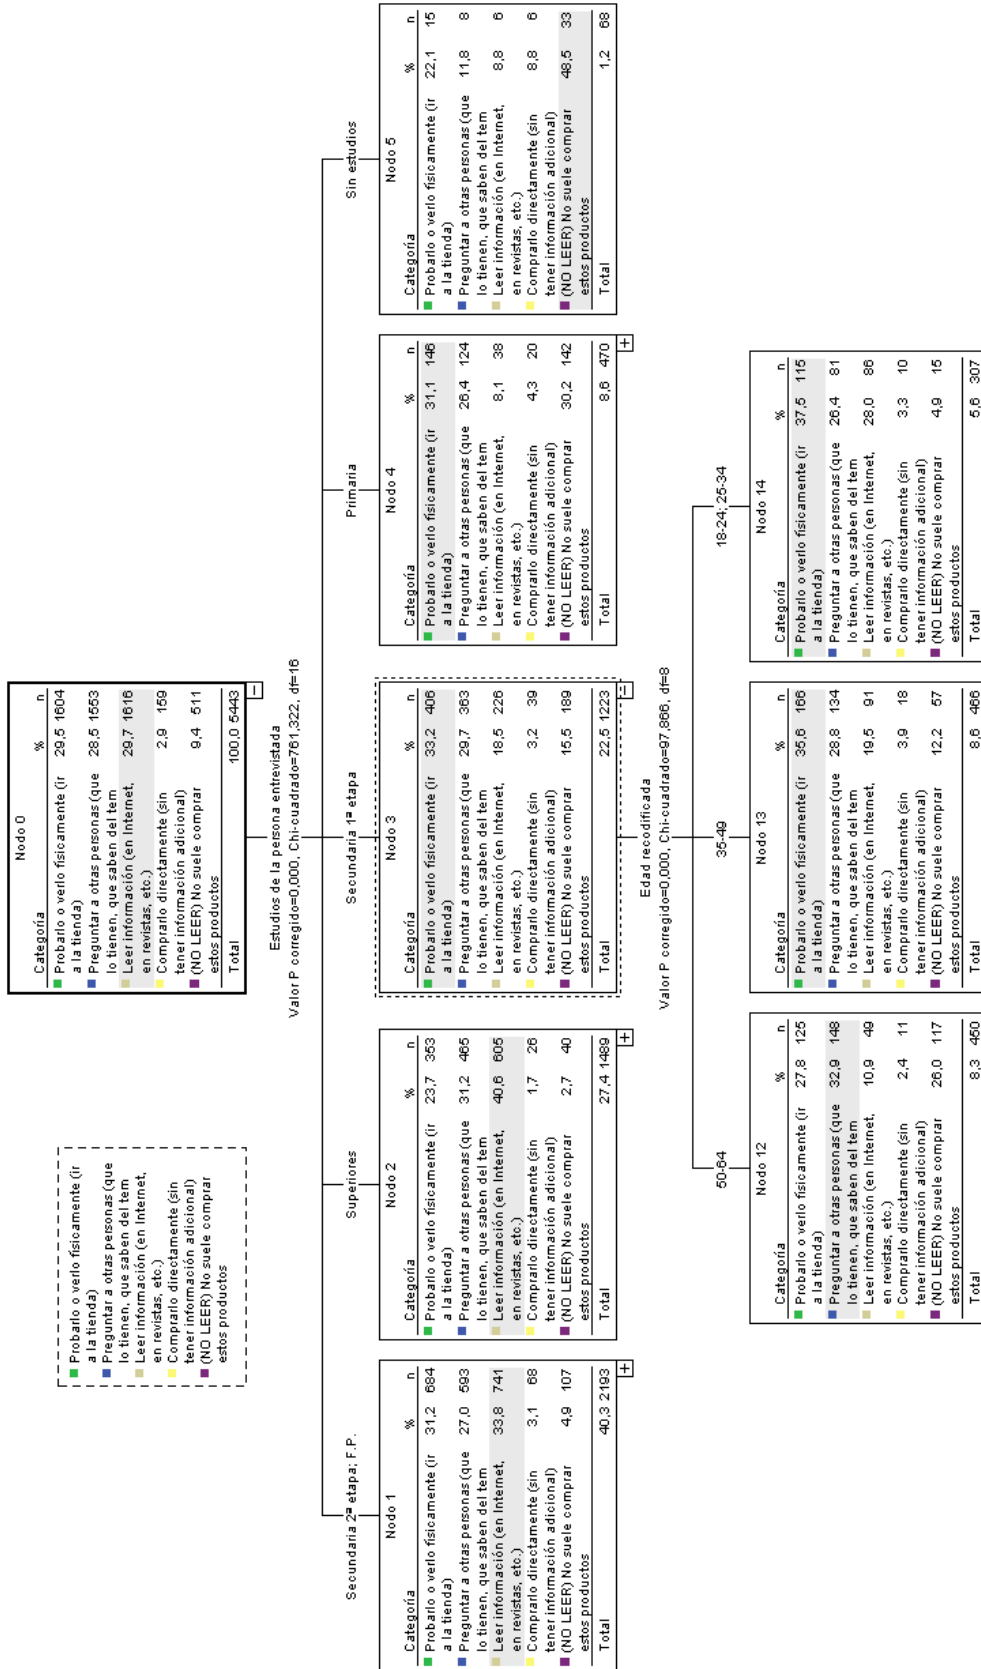 Probarlo o verlo físicamente (ir
a la tienda)
Preguntar a otras personas (que
lo tienen, que saben del tem
Leer información (en Internet,
en revistas, etc.)
Comprarlo directamente (sin
tener información adicional)
(NO LEER) No suele comprar
estos productos
Nodo 0
Categoría % n
Probarlo o verlo físicamente (ir 29,5 1604
a la tienda)
Preguntar a otras personas (que 28,5 1553
lo tienen, que saben del tem
Leer información (en Internet, 29,7 1616
en revistas, etc.)
Comprarlo directamente (sin 2,9 159
tener información adicional)
(NO LEER) No suele comprar 9,4 511
estos productos
Total 100,0 5443
Estudios de la persona entrevistada
Valor P corregido=0,000, Chi-cuadrado=761,322, df=16
Secundaria 2ª etapa; F.P.
Nodo 1
Categoría % n
Probarlo o verlo físicamente (ir 31,2 684
a la tienda)
Preguntar a otras personas (que 27,0 593
lo tienen, que saben del tem
Leer información (en Internet, 33,8 741
en revistas, etc.)
Comprarlo directamente (sin 3,1 68
tener información adicional)
(NO LEER) No suele comprar 4,9 107
estos productos
Total 40,3 2193
Superiores
Nodo 2
Categoría % n
Probarlo o verlo físicamente (ir 23,7 353
a la tienda)
Preguntar a otras personas (que 31,2 465
lo tienen, que saben del tem
Leer información (en Internet, 40,6 605
en revistas, etc.)
Comprarlo directamente (sin 1,7 26
tener información adicional)
(NO LEER) No suele comprar 2,7 40
estos productos
Total 27,4 1489
Secundaria 1ª etapa
Nodo 3
Categoría % n
Probarlo o verlo físicamente (ir 33,2 406
a la tienda)
Preguntar a otras personas (que 29,7 363
lo tienen, que saben del tem
Leer información (en Internet, 18,5 226
en revistas, etc.)
Comprarlo directamente (sin 3,2 39
tener información adicional)
(NO LEER) No suele comprar 15,5 189
estos productos
Total 22,5 1223
Primaria
Nodo 4
Categoría % n
Probarlo o verlo físicamente (ir 31,1 146
a la tienda)
Preguntar a otras personas (que 26,4 124
lo tienen, que saben del tem
Leer información (en Internet, 8,1 38
en revistas, etc.)
Comprarlo directamente (sin 4,3 20
tener información adicional)
(NO LEER) No suele comprar 30,2 142
estos productos
Total 8,6 470
Sin estudios
Nodo 5
Categoría % n
Probarlo o verlo físicamente (ir 22,1 15
a la tienda)
Preguntar a otras personas (que 11,8 8
lo tienen, que saben del tem
Leer información (en Internet, 8,8 6
en revistas, etc.)
Comprarlo directamente (sin 8,8 6
tener información adicional)
(NO LEER) No suele comprar 48,5 33
estos productos
Total 1,2 68
Edad recodificada
Valor P corregido=0,000, Chi-cuadrado=97,866, df=8
50-64
Nodo 12
Categoría % n
Probarlo o verlo físicamente (ir 27,8 125
a la tienda)
Preguntar a otras personas (que 32,9 148
lo tienen, que saben del tem
Leer información (en Internet, 10,9 49
en revistas, etc.)
Comprarlo directamente (sin 2,4 11
tener información adicional)
(NO LEER) No suele comprar 26,0 117
estos productos
Total 8,3 450
35-49
Nodo 13
Categoría % n
Probarlo o verlo físicamente (ir 35,6 166
a la tienda)
Preguntar a otras personas (que 28,8 134
lo tienen, que saben del tem
Leer información (en Internet, 19,5 91
en revistas, etc.)
Comprarlo directamente (sin 3,9 18
tener información adicional)
(NO LEER) No suele comprar 12,2 57
estos productos
Total 8,6 466
18-24; 25-34
Nodo 14
Categoría % n
Probarlo o verlo físicamente (ir 37,5 115
a la tienda)
Preguntar a otras personas (que 26,4 81
lo tienen, que saben del tem
Leer información (en Internet, 28,0 86
en revistas, etc.)
Comprarlo directamente (sin 3,3 10
tener información adicional)
(NO LEER) No suele comprar 4,9 15
estos productos
Total 5,6 307